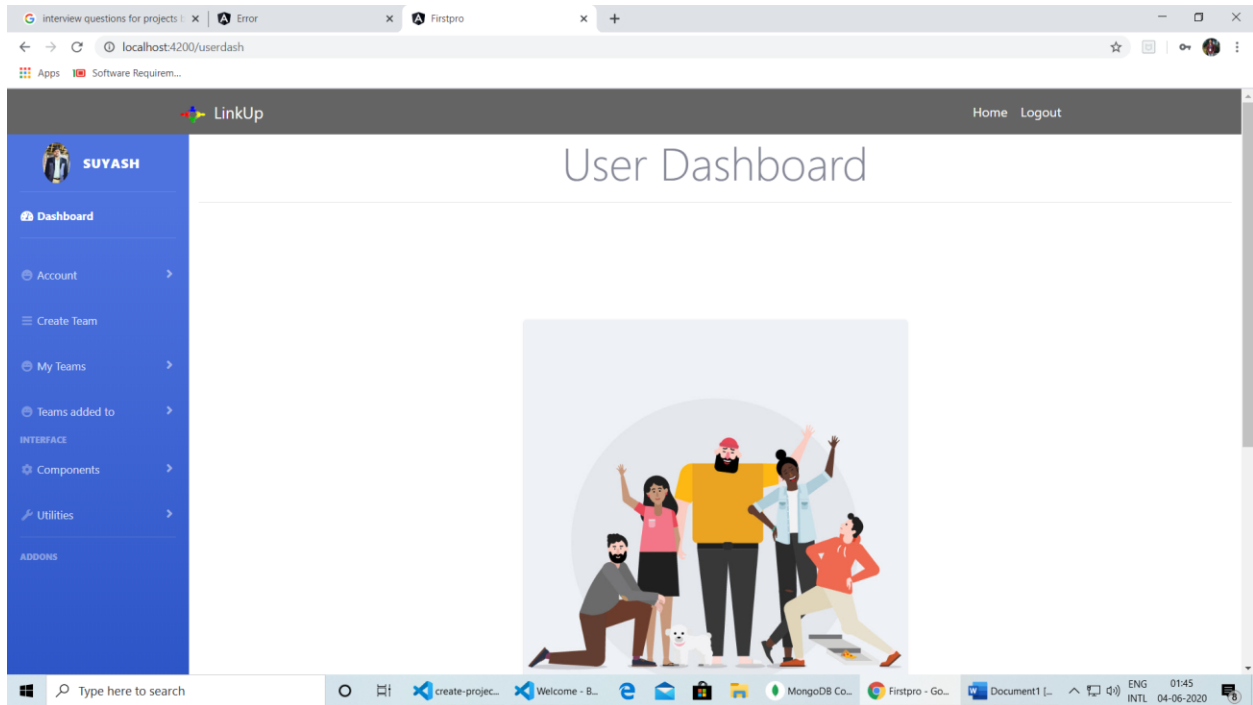 interview questions for projects b
Error
Firstpro
localhost:4200/userdash
Apps
Software Requirem...
LinkUp
Home
Logout
SUYASH
User Dashboard
Dashboard
Account
Create Team
My Teams
Teams added to
INTERFACE
Components
Utilities
ADDONS
Type here to search
create-projec...
Welcome - B...
MongoDB Co...
Firstpro - Go...
Document1 [...
ENG
INTL
01:45
04-06-2020
8